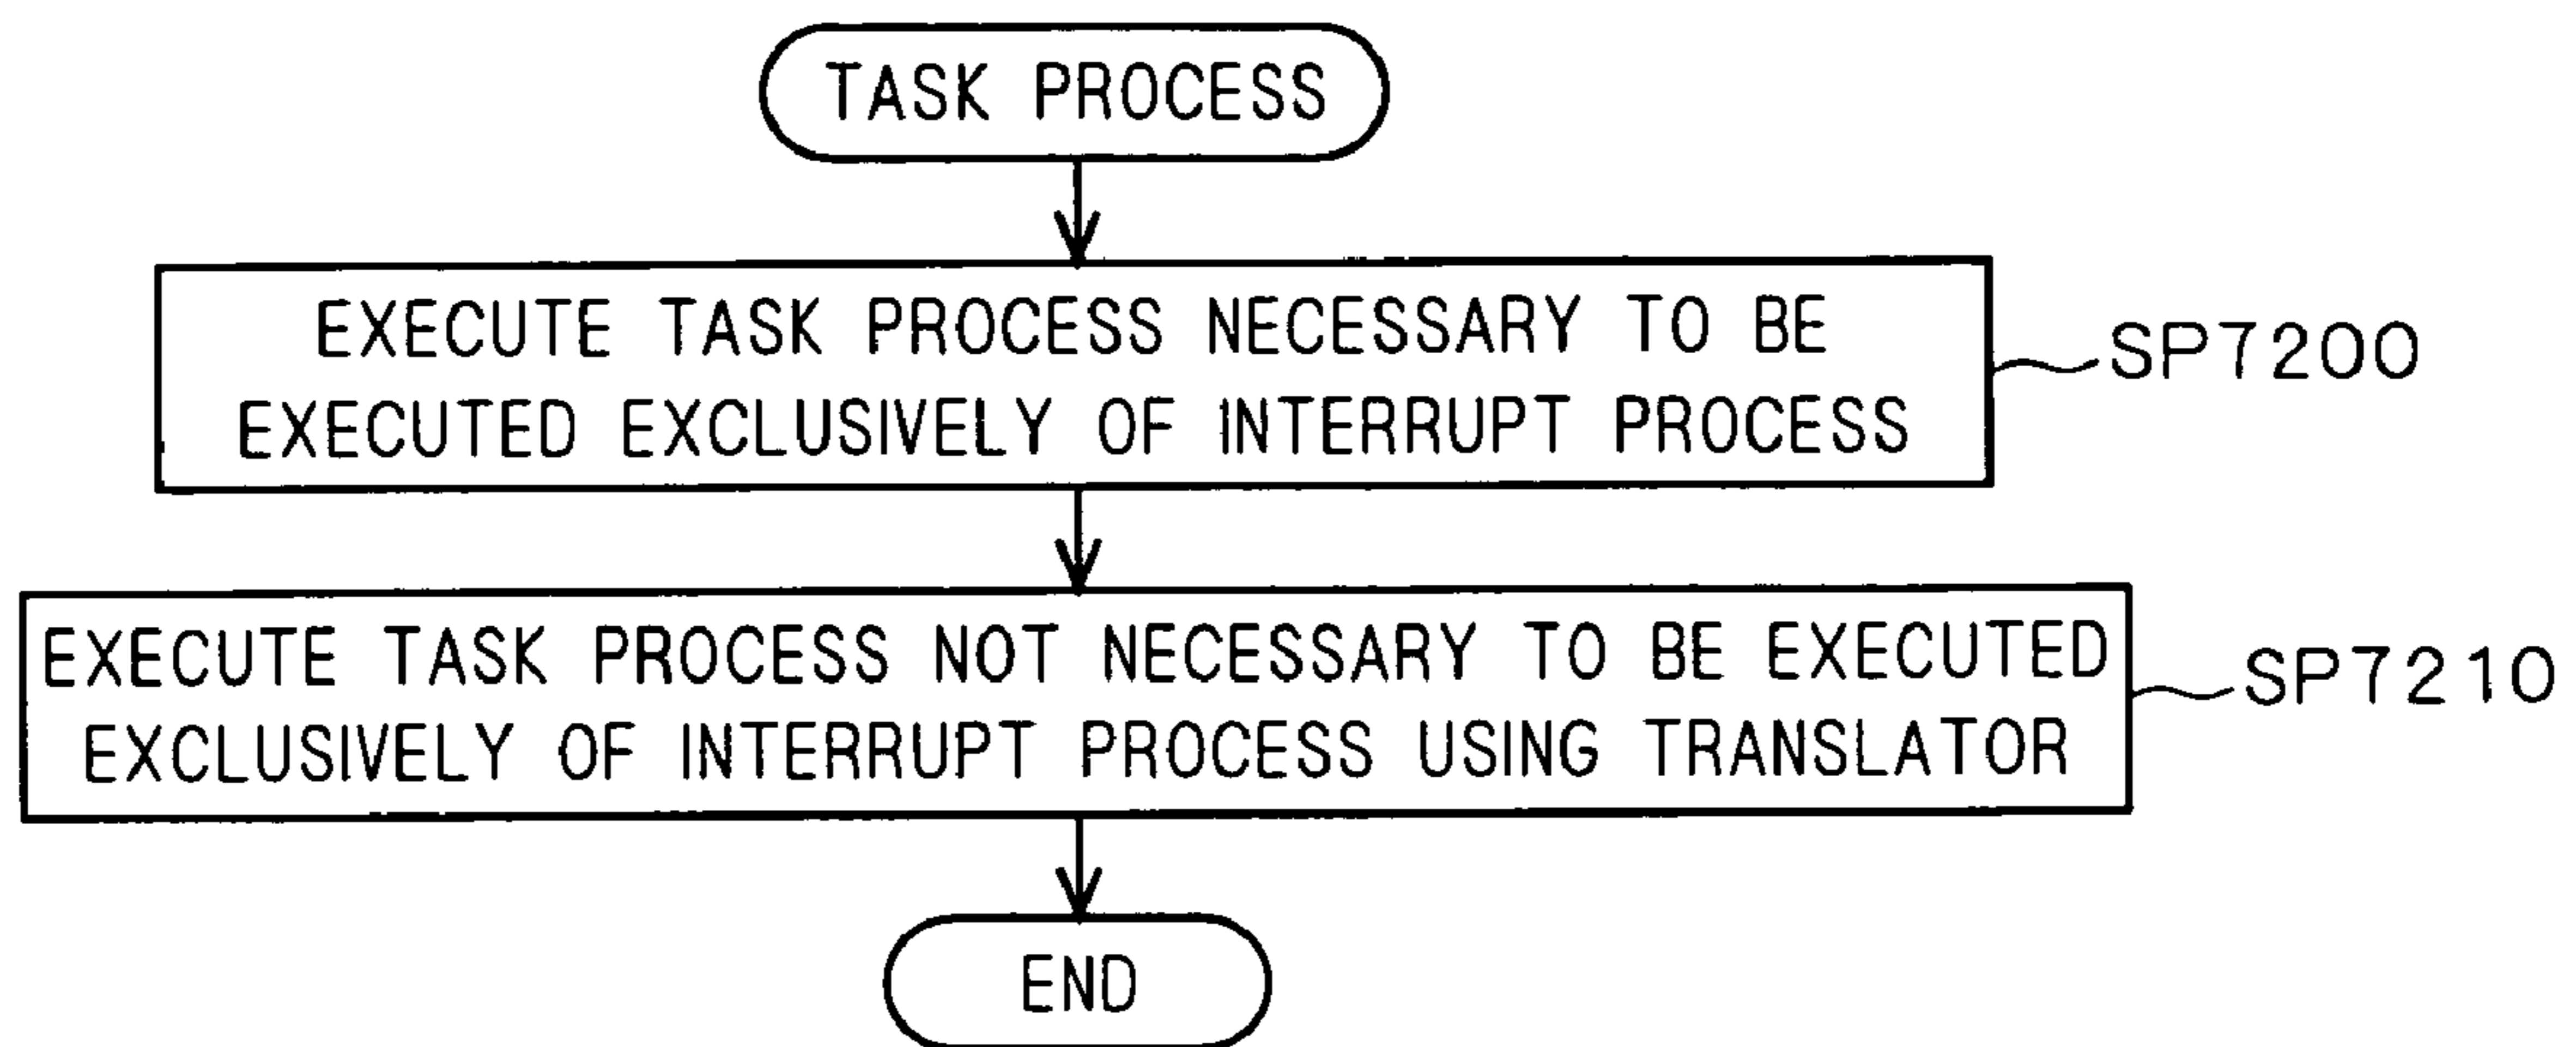 TASK PROCESS
EXECUTE TASK PROCESS NECESSARY TO BE
EXECUTED EXCLUSIVELY OF INTERRUPT PROCESS
SP7200
EXECUTE TASK PROCESS NOT NECESSARY TO BE EXECUTED
EXCLUSIVELY OF INTERRUPT PROCESS USING TRANSLATOR
SP7210
END